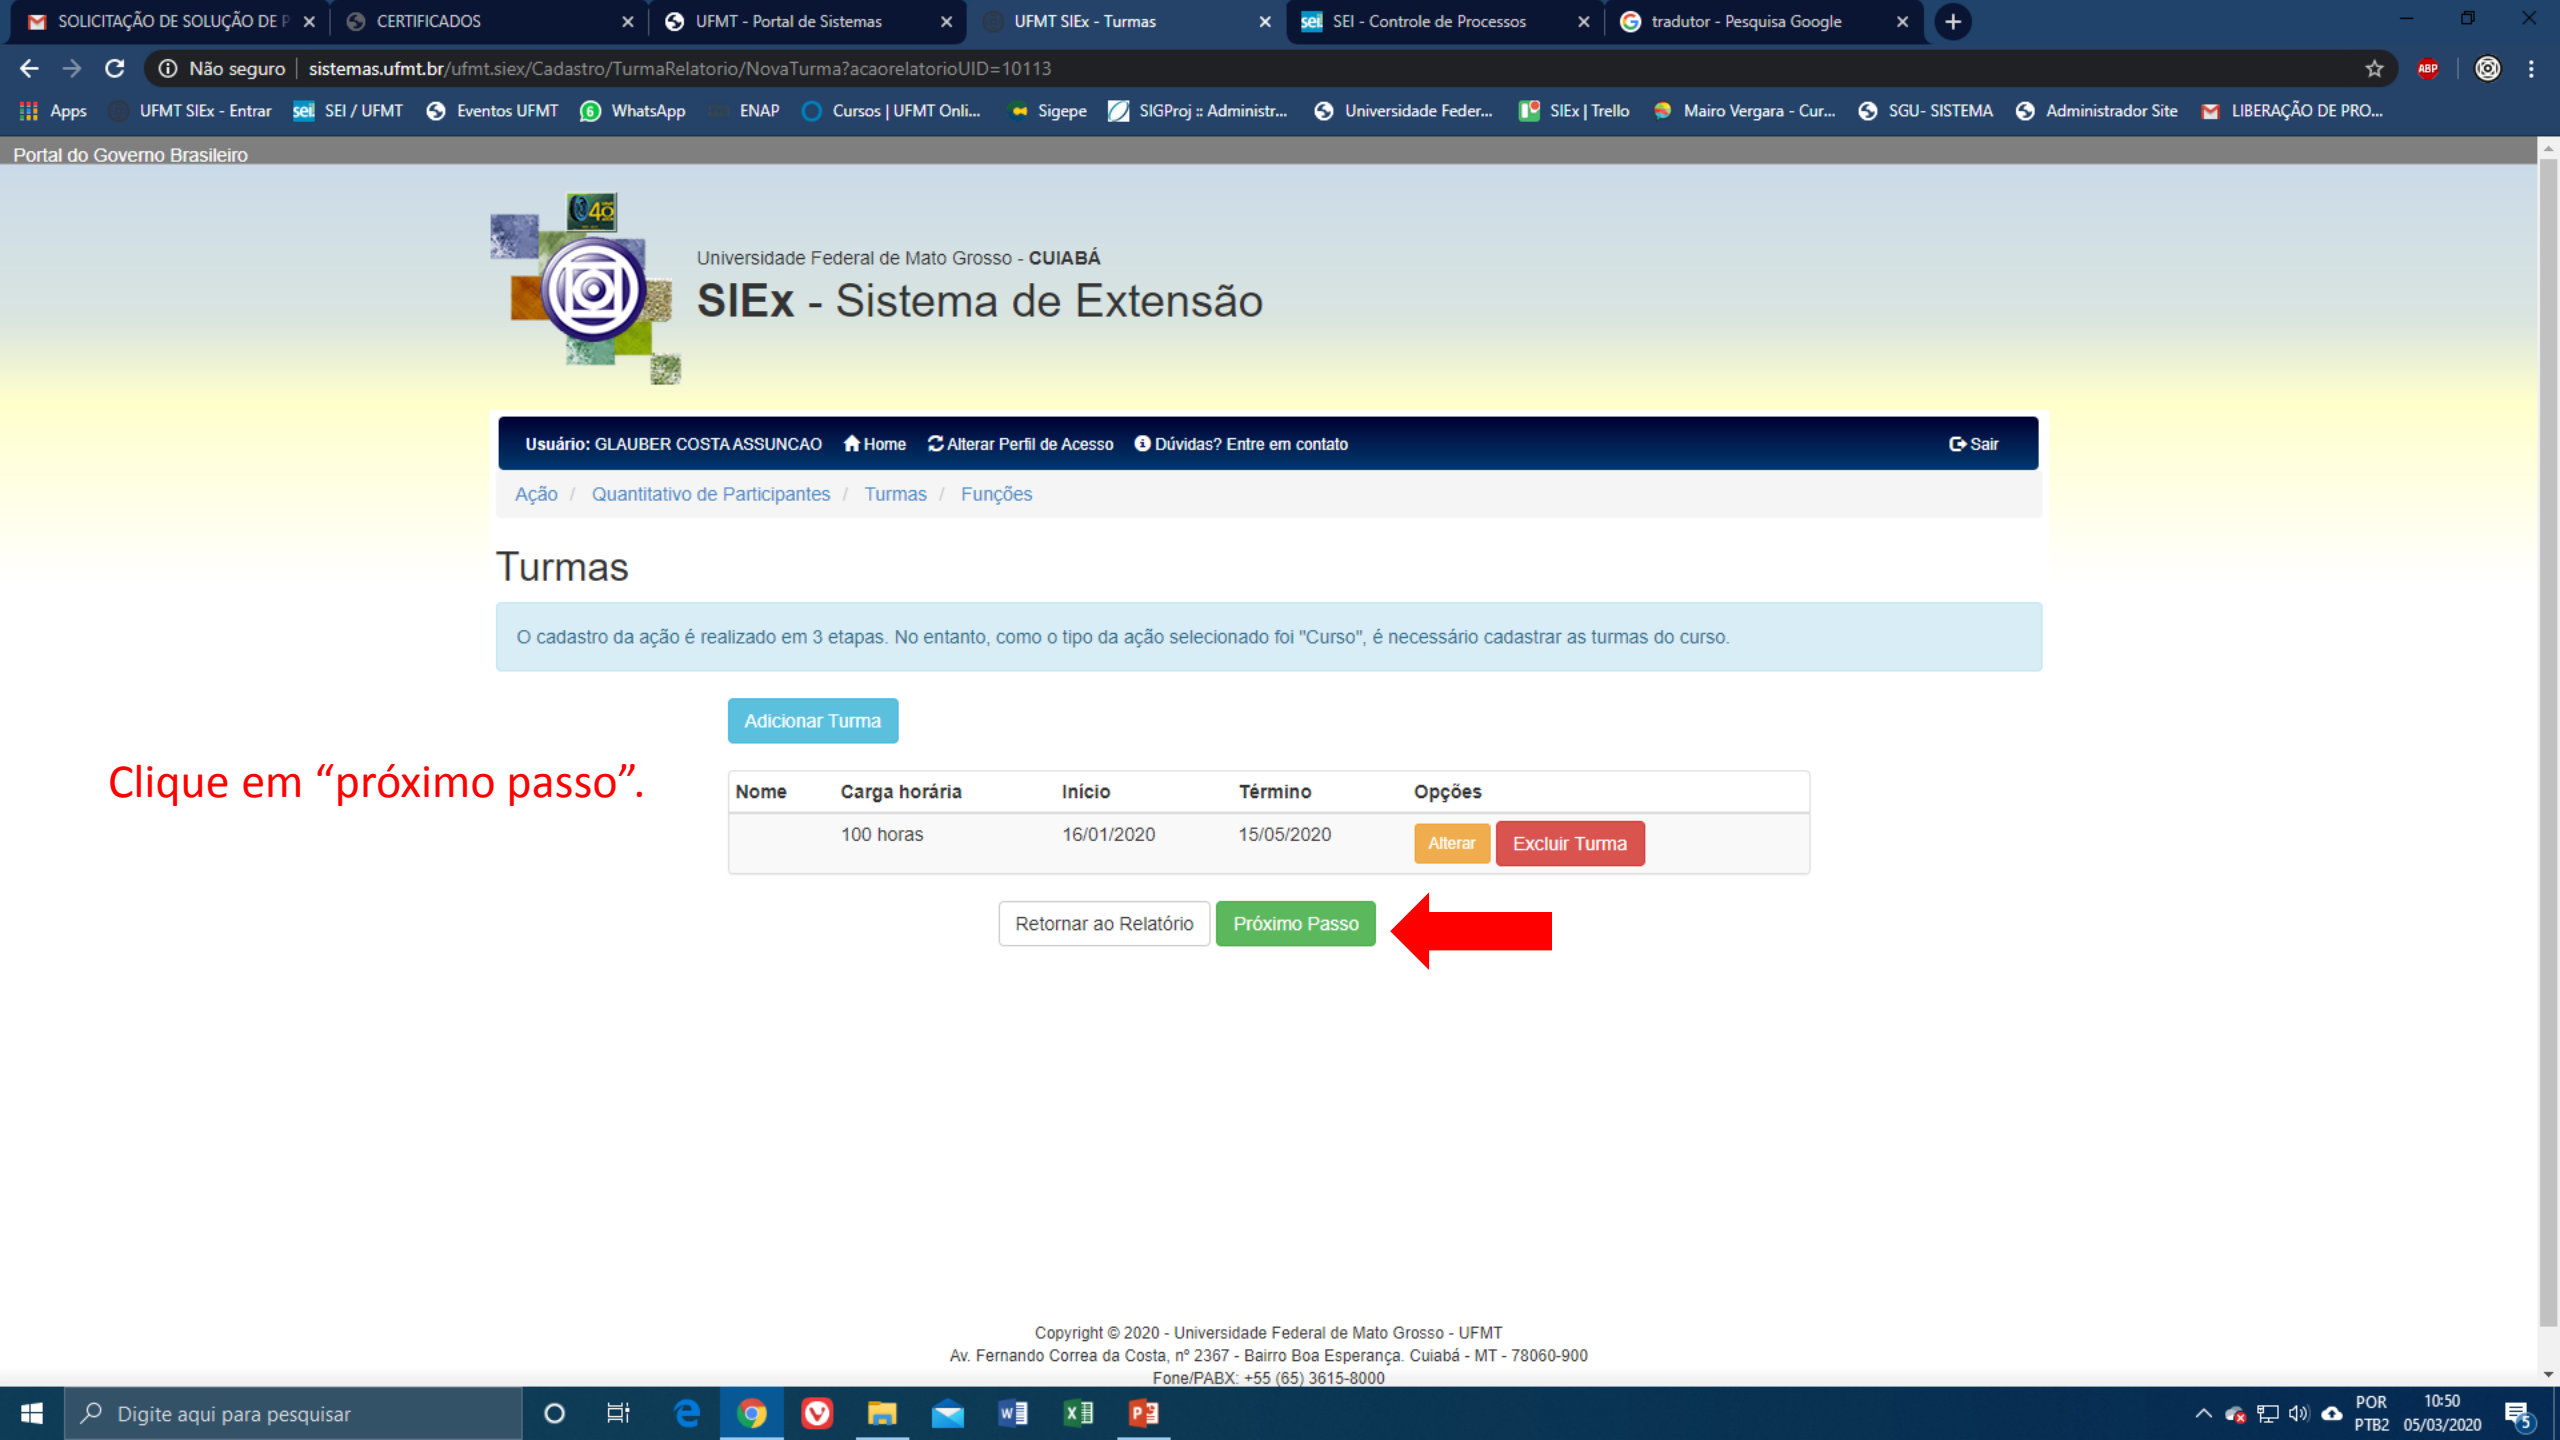 SOLICITAÇÃO DE SOLUÇÃO DE P
CERTIFICADOS
UFMT - Portal de Sistemas
UFMT SIEx - Turmas
sei. SEI - Controle de Processos
tradutor - Pesquisa Google
Não seguro | sistemas.ufmt.br/ufmt.siex/Cadastro/TurmaRelatorio/NovaTurma?acaorelatorioUID=10113
ABP
Apps UFMT SIEx - Entrar sei. SEI / UFMT Eventos UFMT 6 WhatsApp ENAP Cursos | UFMT Onli... Sigepe SIGProj :: Administr... Universidade Feder... SIEx | Trello Mairo Vergara - Cur... SGU- SISTEMA Administrador Site LIBERAÇÃO DE PRO...
Portal do Governo Brasileiro
40
Universidade Federal de Mato Grosso - CUIABÁ
SIEx - Sistema de Extensão
Usuário: GLAUBER COSTA ASSUNCAO Home Alterar Perfil de Acesso Dúvidas? Entre em contato Sair
Ação / Quantitativo de Participantes / Turmas / Funções
Turmas
O cadastro da ação é realizado em 3 etapas. No entanto, como o tipo da ação selecionado foi "Curso", é necessário cadastrar as turmas do curso.
Adicionar Turma
Clique em “próximo passo”.
Nome Carga horária Início Término Opções
100 horas 16/01/2020 15/05/2020 Alterar Excluir Turma
Retornar ao Relatório Próximo Passo
Copyright © 2020 - Universidade Federal de Mato Grosso - UFMT
Av. Fernando Correa da Costa, nº 2367 - Bairro Boa Esperança. Cuiabá - MT - 78060-900
Fone/PABX: +55 (65) 3615-8000
Digite aqui para pesquisar
POR 10:50
PTB2 05/03/2020
5